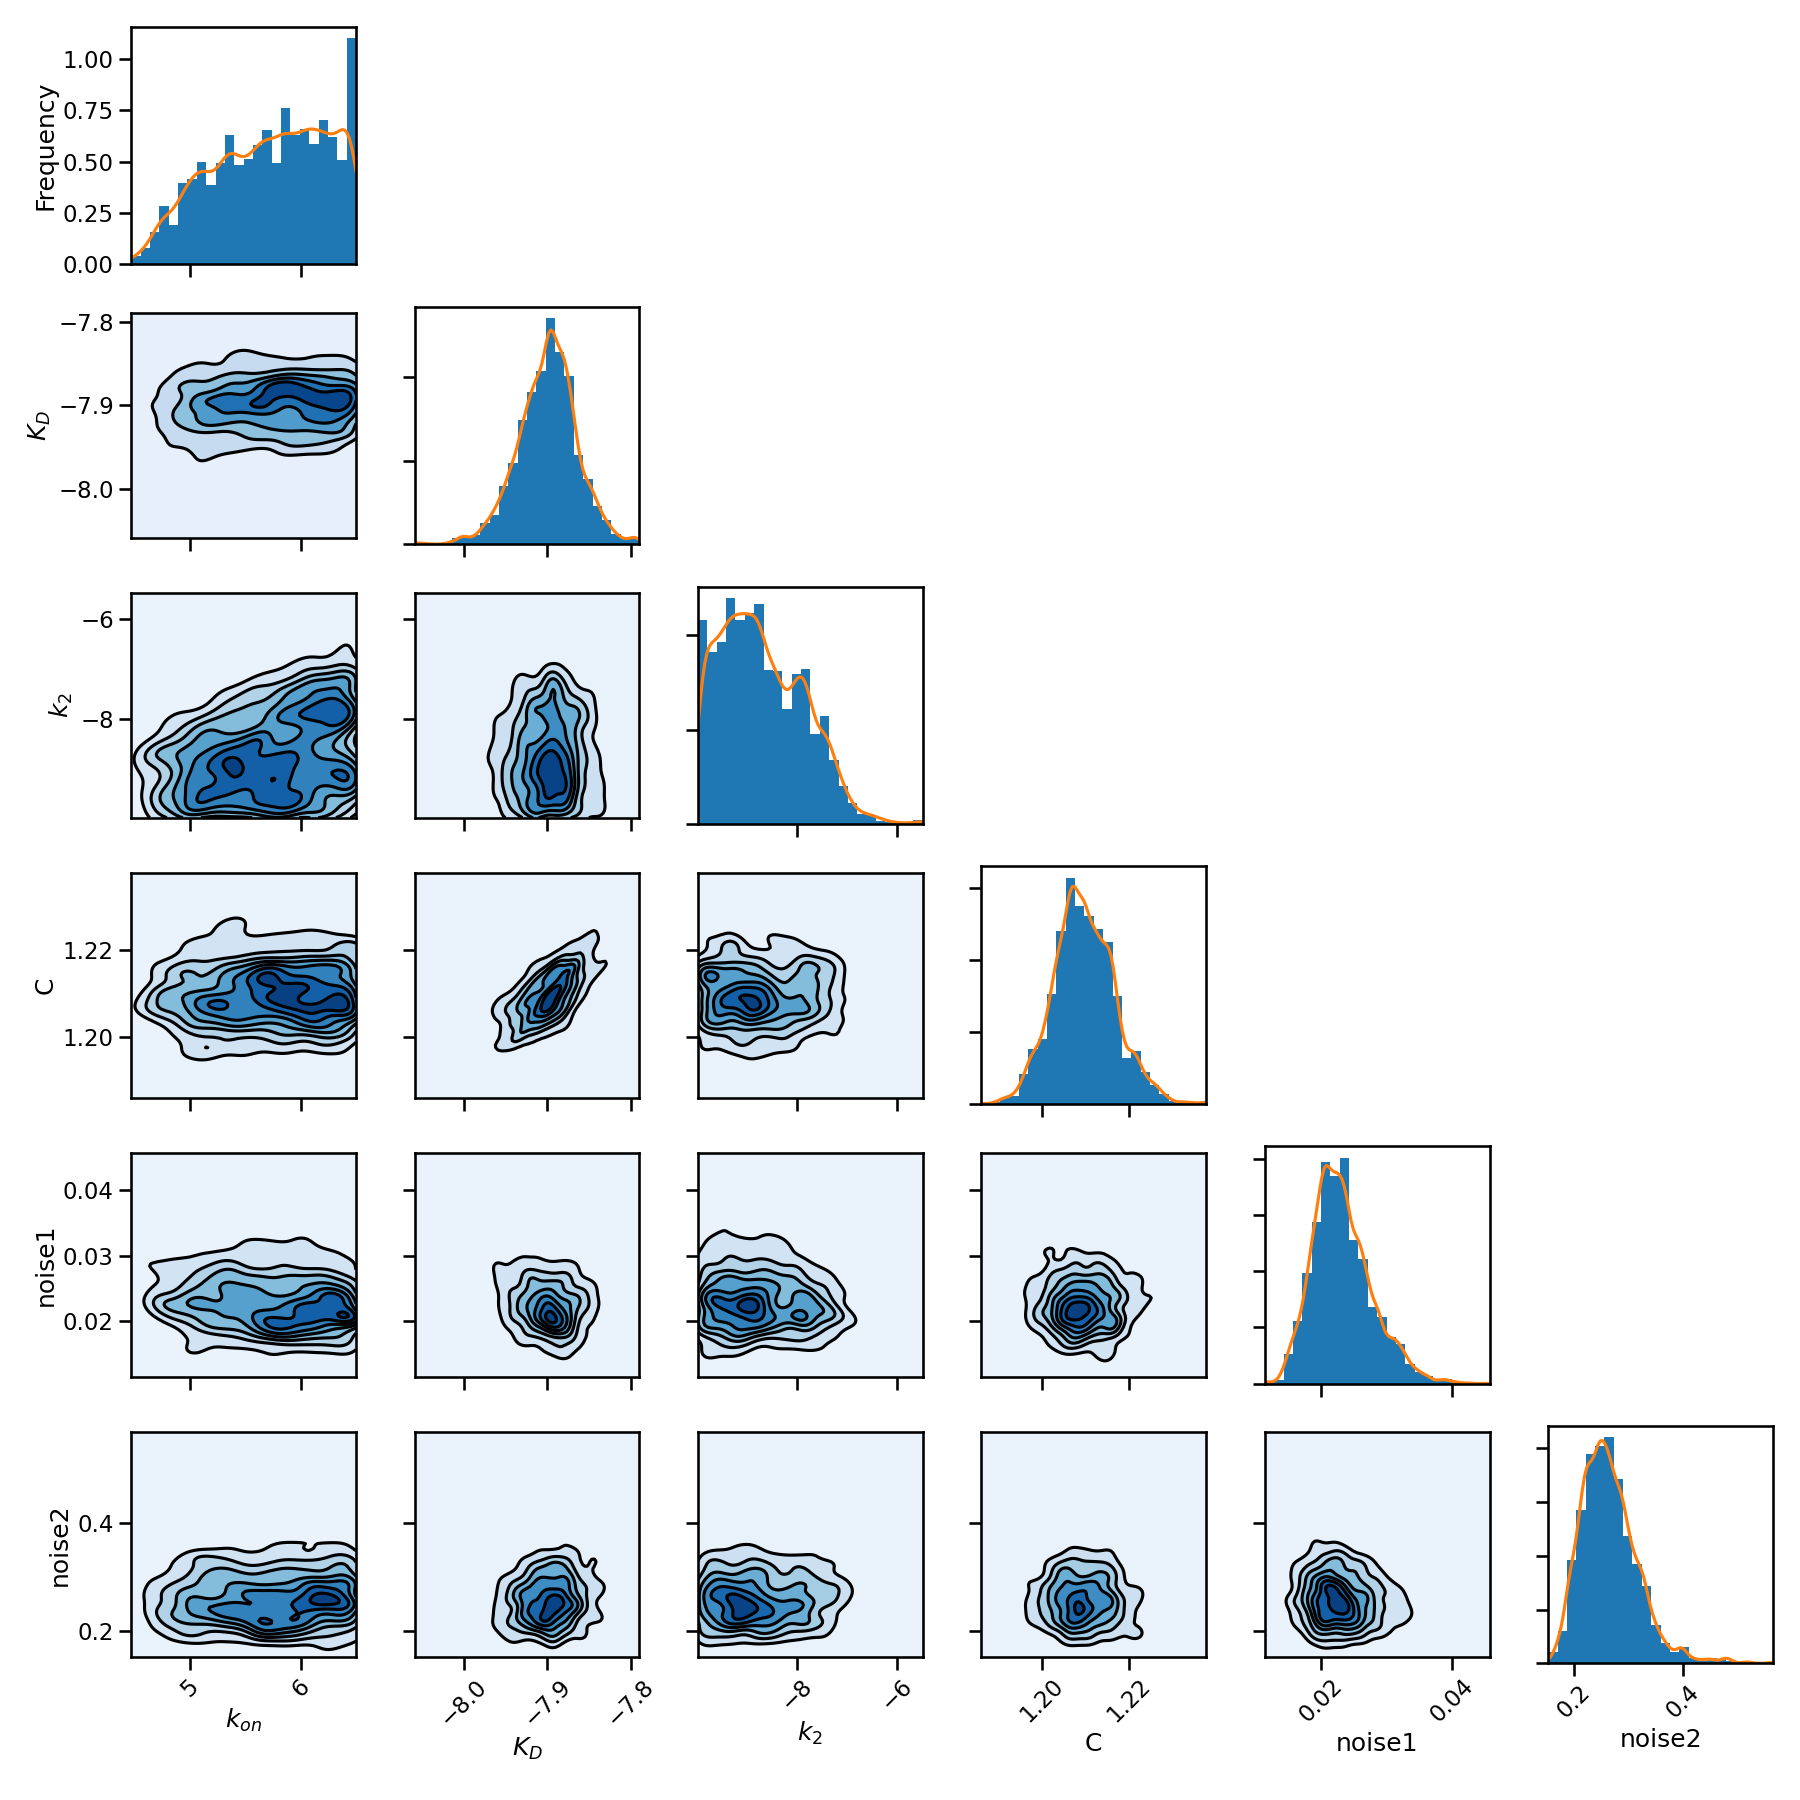 Frequency
1.00
0.75
0.50
0.25
0.00
K_D
−7.8
−7.9
−8.0
k_2
−6
−8
C
1.22
1.20
noise1
0.04
0.03
0.02
noise2
0.4
0.2
5 6
k_on
−8.0 −7.9 −7.8
K_D
−8 −6
k_2
1.20 1.22
C
0.02 0.04
noise1
0.2 0.4
noise2